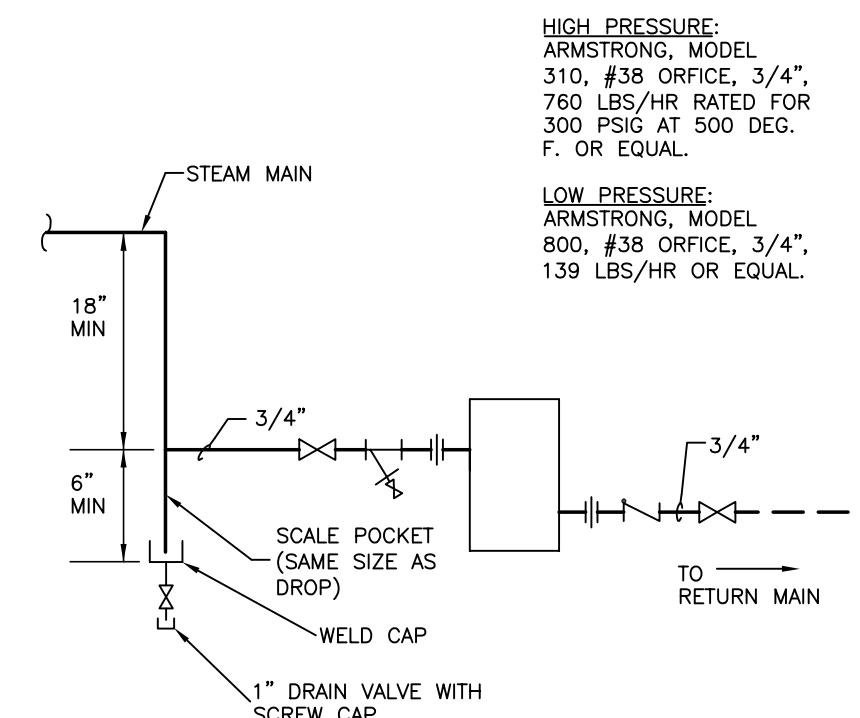 HIGH PRESSURE:
ARMSTRONG, MODEL
310, #38 ORFICE, 3/4",
760 LBS/HR RATED FOR
300 PSIG AT 500 DEG.
F. OR EQUAL.
LOW PRESSURE:
ARMSTRONG, MODEL
800, #38 ORFICE, 3/4",
139 LBS/HR OR EQUAL.
STEAM MAIN
18"
MIN
3/4"
3/4"
6"
MIN
SCALE POCKET
(SAME SIZE AS
DROP)
TO
RETURN MAIN
WELD CAP
1" DRAIN VALVE WITH
SCREW CAP